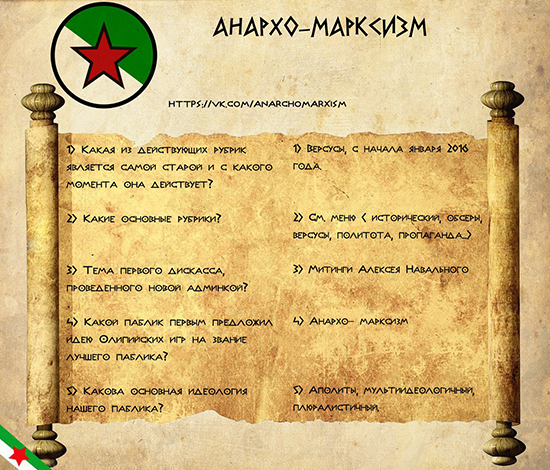 Анархо-марксизм
https://vk.com/anarchomarxism
1) Какая из действующих рубрик
является самой старой и с какого
момента она действует?
1) Версусы, с начала января 2016
года.
2) Какие основные рубрики?
2) См. меню ( исторический, обсеры,
версусы, политота, пропаганда...)
3) Тема первого дискасса,
проведенного новой админкой?
3) Митинги Алексея Навального
4) Какой паблик первым предложил
идею Олипийских игр на звание
лучшего паблика?
4) Анархо- марксизм
5) Какова основная идеология
нашего паблика?
5) Аполиты, мультиидеологичный,
плюралистичный.